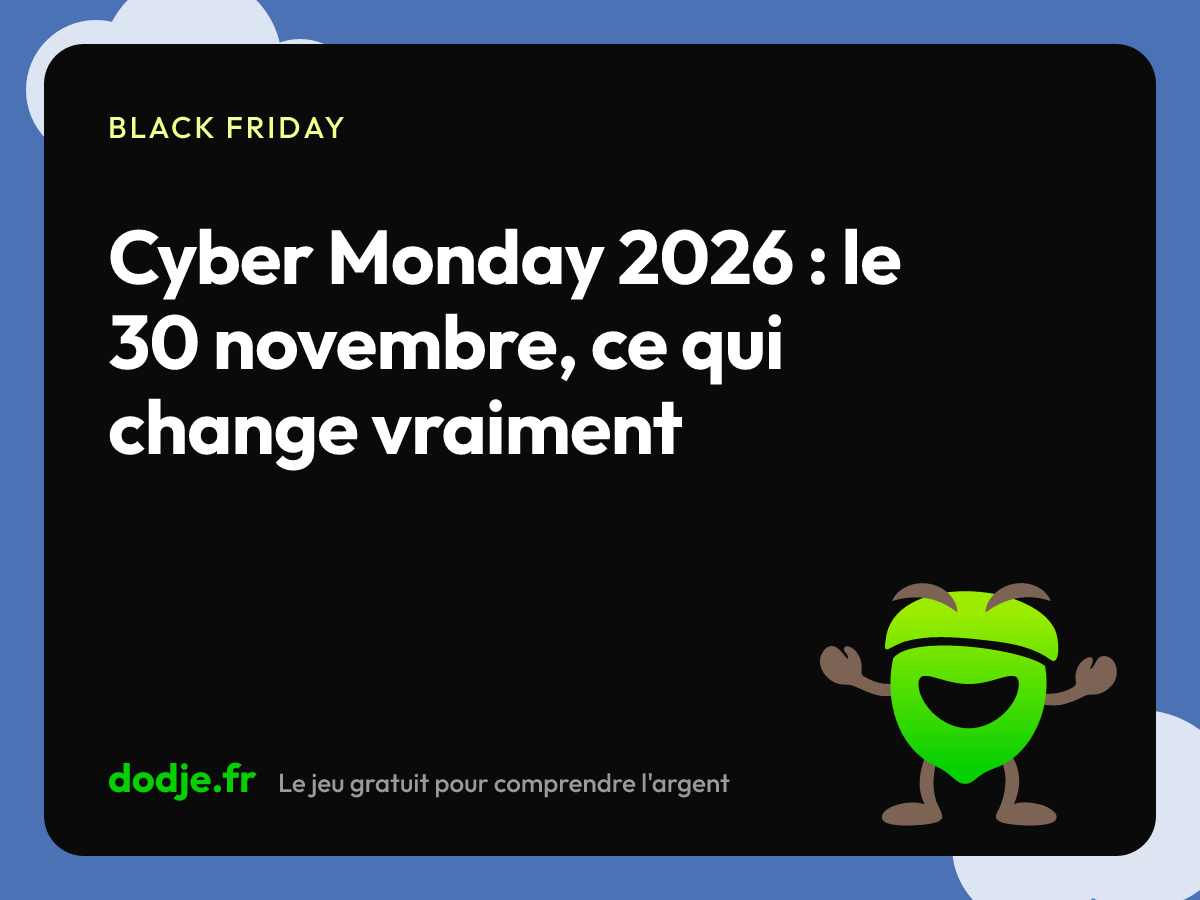 BLACK FRIDAY
Cyber Monday 2026 : le
30 novembre, ce qui
change vraiment
dodje.fr Le jeu gratuit pour comprendre l'argent